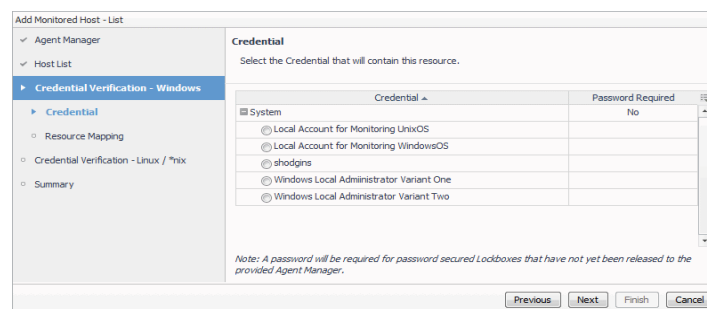 Add Monitored Host - List
Agent Manager
Host List
Credential Verification - Windows
Credential
Resource Mapping
Credential Verification - Linux / *nix
Summary
Credential
Select the Credential that will contain this resource.
Credential Password Required
System No
Local Account for Monitoring UnixOS
Local Account for Monitoring WindowsOS
shodgins
Windows Local Admiinistrator Variant One
Windows Local Administrator Variant Two
Note: A password will be required for password secured Lockboxes that have not yet been released to the
provided Agent Manager.
Previous Next Finish Cancel